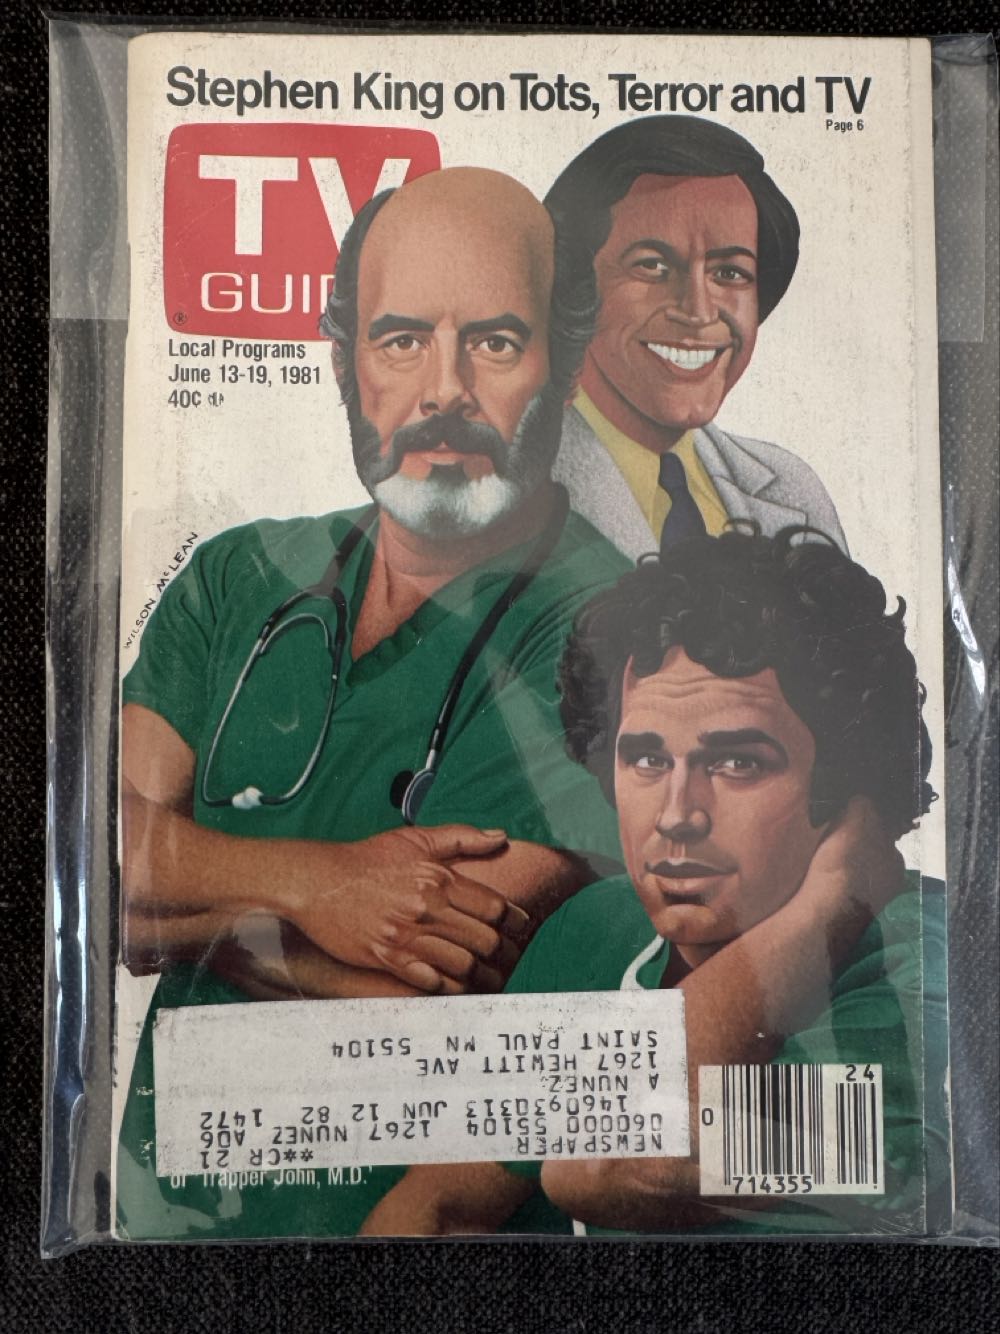 Stephen King on Tots, Terror and TV
Page 6
TV
GUI
®
Local Programs
June 13-19, 1981
40¢
WILSON McLEAN
**CR 21
NEWSPAPER
060000 55104 1267 NUNEZ A06
1460930313 JUN 12 82 1472
A NUNEZ
1267 HEWITT AVE
SAINT PAUL MN 55104
of 'Trapper John, M.D.'
24
0
714355